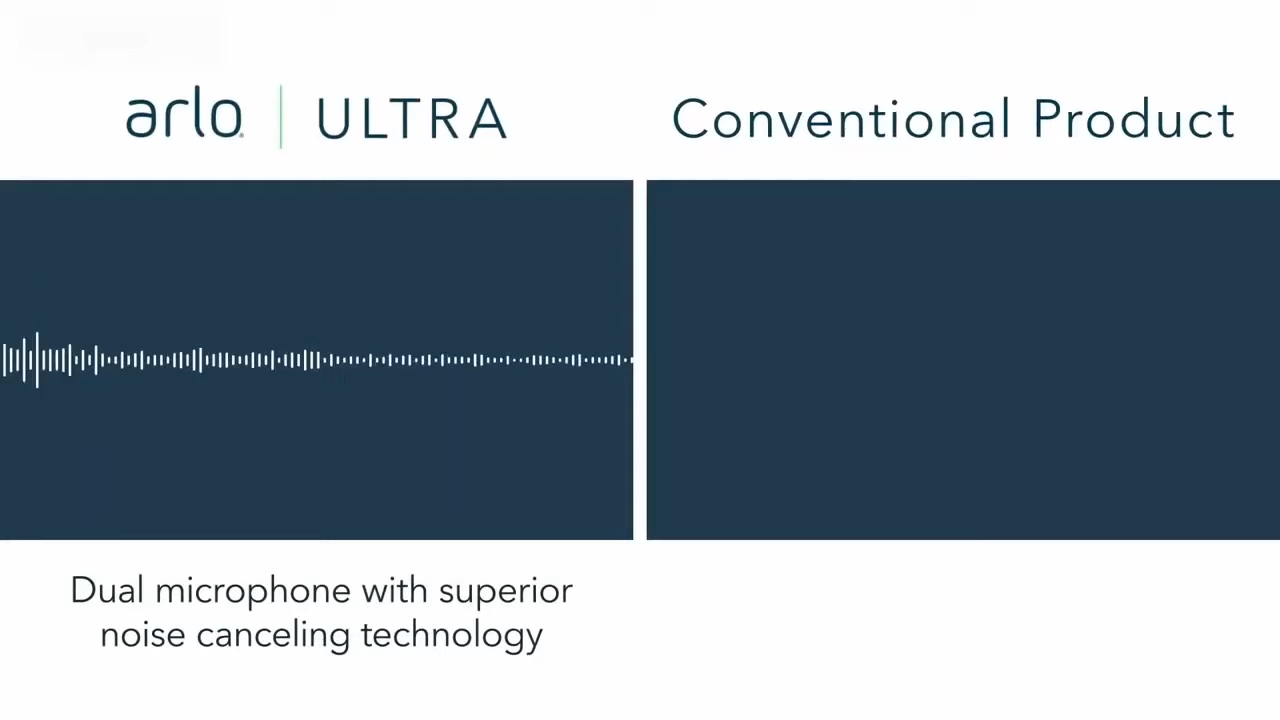 arlo | ULTRA
Conventional Product
Dual microphone with superior
noise canceling technology